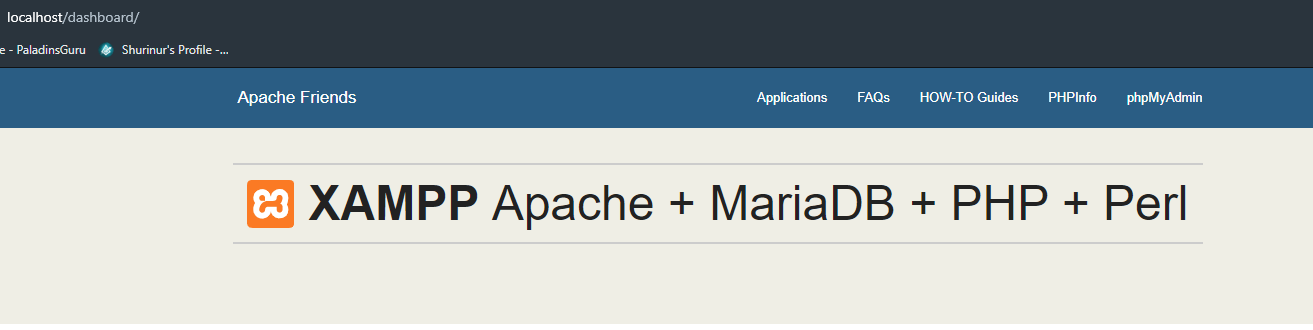 localhost/dashboard/
e - PaladinsGuru Shurinur's Profile -...
Apache Friends Applications FAQs HOW-TO Guides PHPInfo phpMyAdmin
XAMPP Apache + MariaDB + PHP + Perl